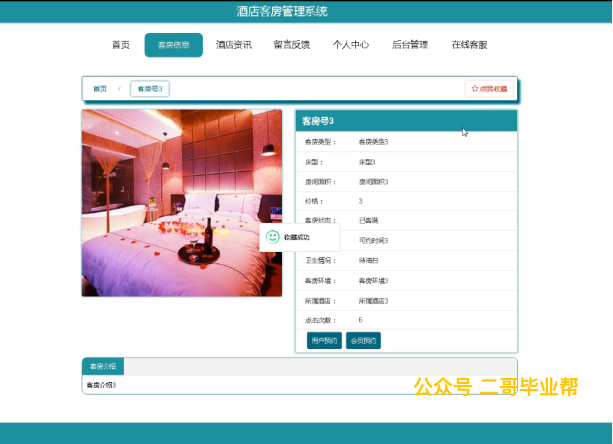 酒店客房管理系统
首页 客房信息 酒店资讯 留言反馈 个人中心 后台管理 在线客服
首页 / 客房号3 点我收藏
客房号3
客房类型： 客房类型3
床型： 床型3
房间面积： 房间面积3
价格： 3
客房状态： 已客满
可约时间3
卫生情况： 待清扫
客房环境： 客房环境3
所属酒店： 所属酒店3
点击次数： 6
收藏成功
用户预约 会员预约
客房介绍
客房介绍3
公众号 二哥毕业帮